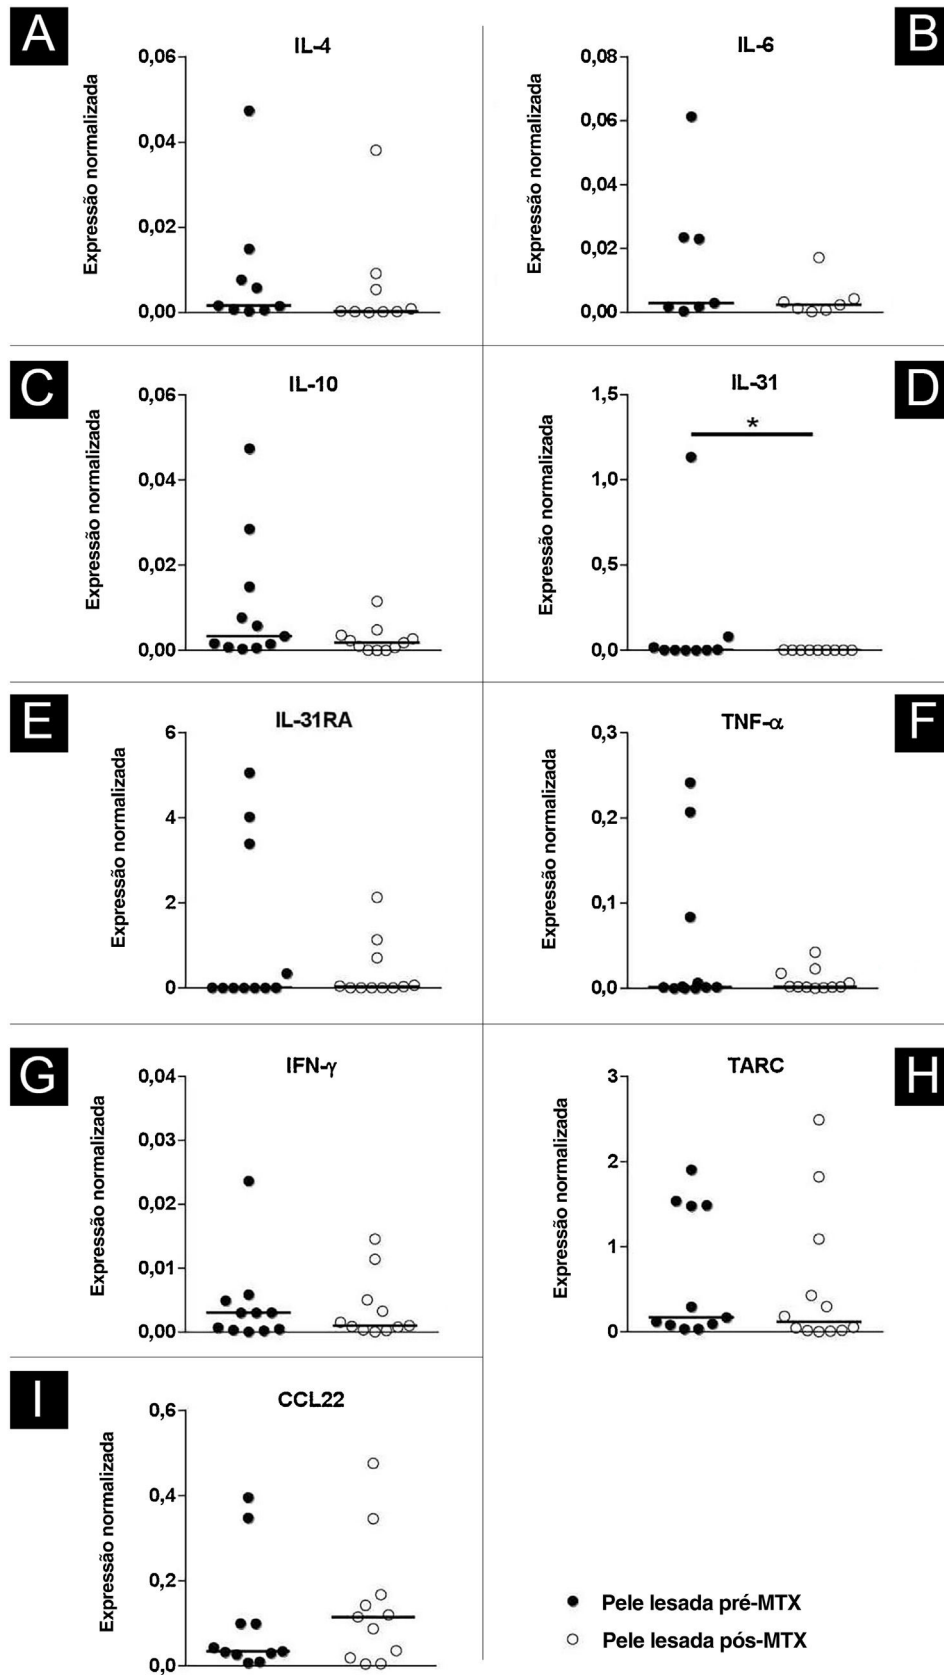 A
IL-4
Expressão normalizada
0,06
0,04
0,02
0,00
B
IL-6
Expressão normalizada
0,08
0,06
0,04
0,02
0,00
C
IL-10
Expressão normalizada
0,06
0,04
0,02
0,00
D
IL-31
Expressão normalizada
1,5
1,0
0,5
0,0
*
E
IL-31RA
Expressão normalizada
6
4
2
0
F
TNF-α
Expressão normalizada
0,3
0,2
0,1
0,0
G
IFN-γ
Expressão normalizada
0,04
0,03
0,02
0,01
0,00
H
TARC
Expressão normalizada
3
2
1
0
I
CCL22
Expressão normalizada
0,6
0,4
0,2
0,0
Pele lesada pré-MTX
Pele lesada pós-MTX